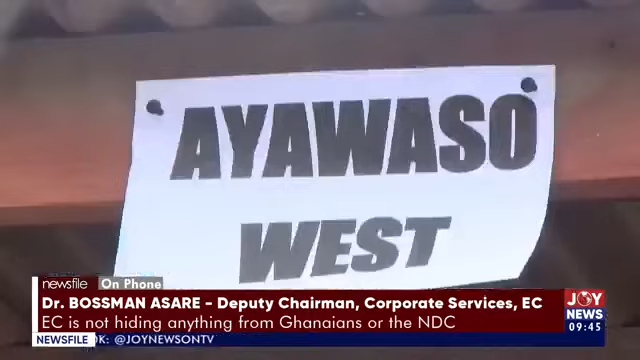 AYAWASO
WEST
newsfile On Phone
Dr. BOSSMAN ASARE – Deputy Chairman, Corporate Services, EC
EC is not hiding anything from Ghanaians or the NDC
JOY
NEWS
09:45
NEWSFILE OK: @JOYNEWSONTV